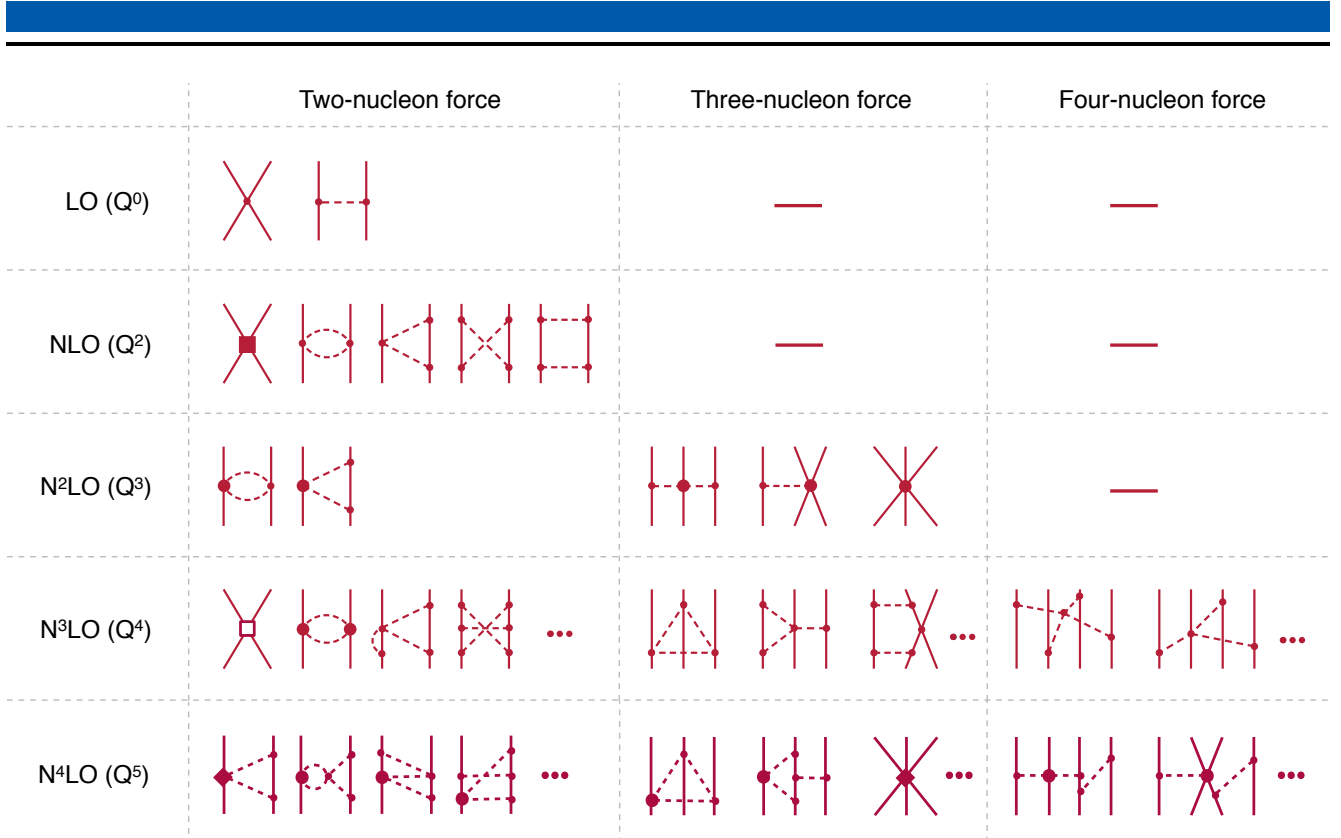 Two-nucleon force Three-nucleon force Four-nucleon force
LO (Q⁰)
NLO (Q²)
N²LO (Q³)
N³LO (Q⁴)
N⁴LO (Q⁵)